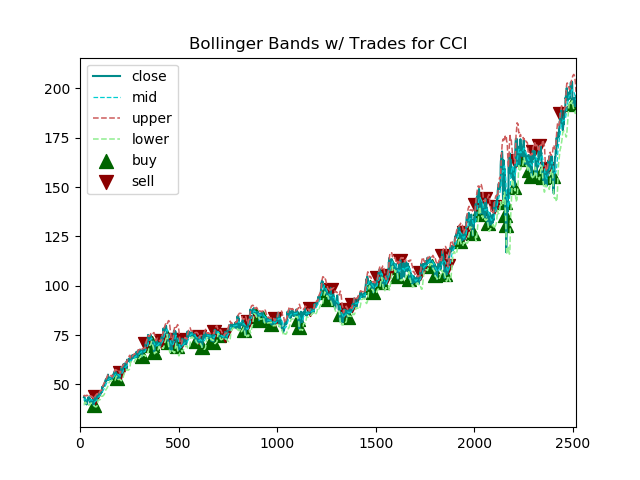 Bollinger Bands w/ Trades for CCI
close
mid
upper
lower
buy
sell
200
175
150
125
100
75
50
0 500 1000 1500 2000 2500